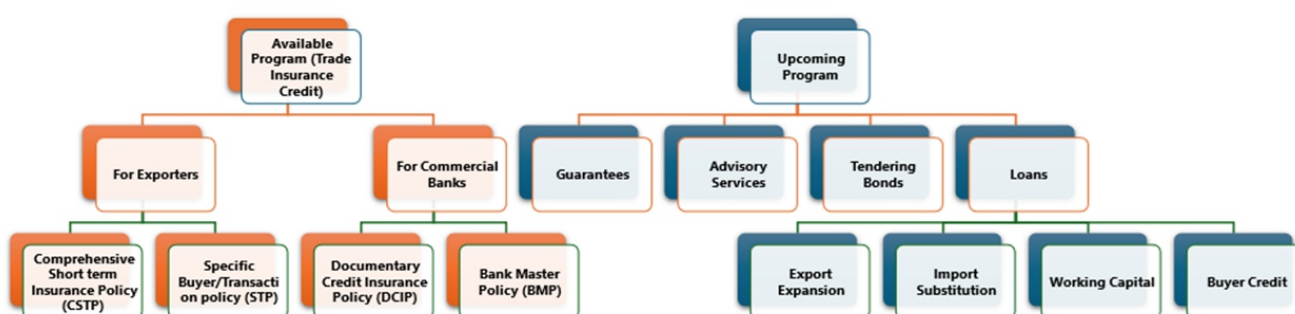 Available
Program (Trade
Insurance
Credit)
Upcoming
Program
For Exporters
For Commercial
Banks
Guarantees
Advisory
Services
Tendering
Bonds
Loans
Comprehensive
Short term
Insurance Policy
(CSTP)
Specific
Buyer/Transacti
on policy (STP)
Documentary
Credit Insurance
Policy (DCIP)
Bank Master
Policy (BMP)
Export
Expansion
Import
Substitution
Working Capital
Buyer Credit